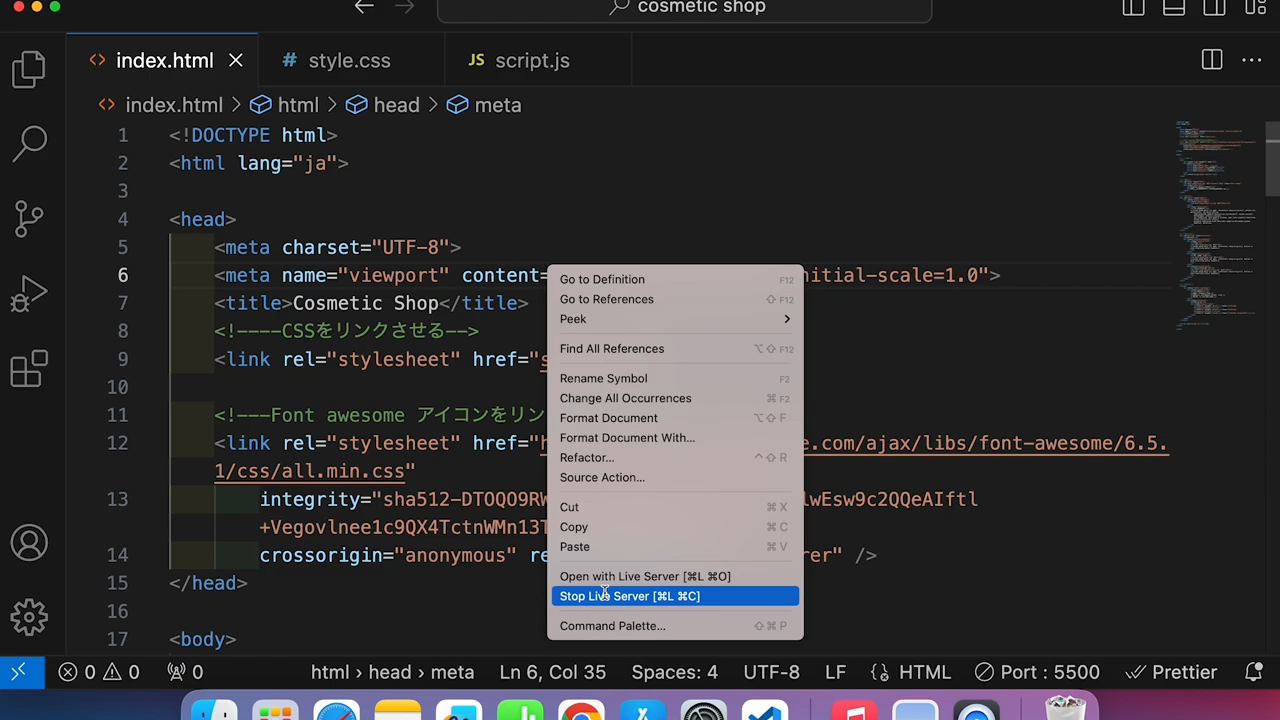 cosmetic shop
index.html
# style.css
JS script.js
index.html > html > head > meta
1 <!DOCTYPE html>
2 <html lang="ja">
3
4 <head>
5 <meta charset="UTF-8">
6 <meta name="viewport" content= nitial-scale=1.0">
7 <title>Cosmetic Shop</title>
8 <!----CSSをリンクさせる-->
9 <link rel="stylesheet" href="s
10
11 <!---Font awesome アイコンをリン
12 <link rel="stylesheet" href="h e.com/ajax/libs/font-awesome/6.5.
1/css/all.min.css"
13 integrity="sha512-DTOQO9RW lwEsw9c2QQeAIftl
+Vegovlnee1c9QX4TctnWMn13T
14 crossorigin="anonymous" re rer" />
15 </head>
16
17 <body>
Go to Definition F12
Go to References ⇧ F12
Peek
Find All References ⌥⇧ F12
Rename Symbol F2
Change All Occurrences ⌘ F2
Format Document ⌥⇧ F
Format Document With...
Refactor... ^⇧ R
Source Action...
Cut ⌘ X
Copy ⌘ C
Paste ⌘ V
Open with Live Server [⌘L ⌘O]
Stop Live Server [⌘L ⌘C]
Command Palette... ⇧⌘ P
0 0 0 html > head > meta Ln 6, Col 35 Spaces: 4 UTF-8 LF {} HTML Port : 5500 Prettier